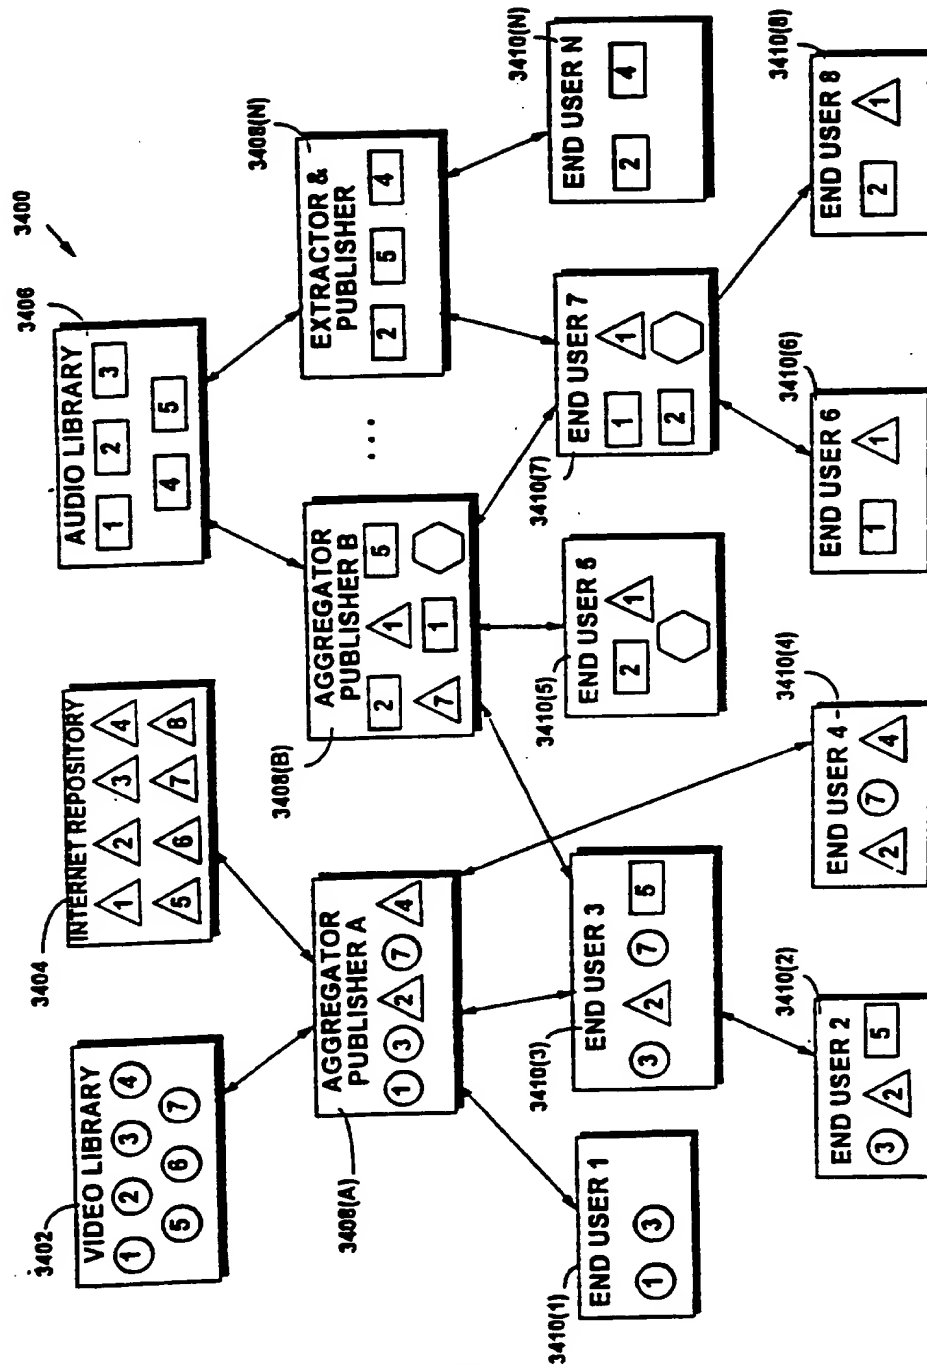 3400
3402
VIDEO LIBRARY
1 2 3 4
5 6 7
3404
INTERNET REPOSITORY
1 2 3 4
5 6 7 8
3406
AUDIO LIBRARY
1 2 3
4 5
3408(A)
AGGREGATOR
PUBLISHER A
1 3 2 7 4
3408(B)
AGGREGATOR
PUBLISHER B
2 1 5
7 1
...
3408(N)
EXTRACTOR &
PUBLISHER
2 5 4
3410(1)
END USER 1
1 3
3410(3)
END USER 3
3 2 7 5
3410(5)
END USER 5
2 1
3410(7)
END USER 7
1 1
2
3410(N)
END USER N
2 4
3410(2)
END USER 2
3 2 5
3410(4)
END USER 4
2 7 4
3410(6)
END USER 6
1 1
3410(8)
END USER 8
2 1